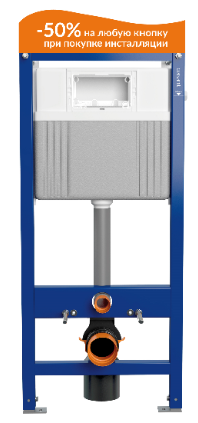 -50% на любую кнопку
при покупке инсталляции